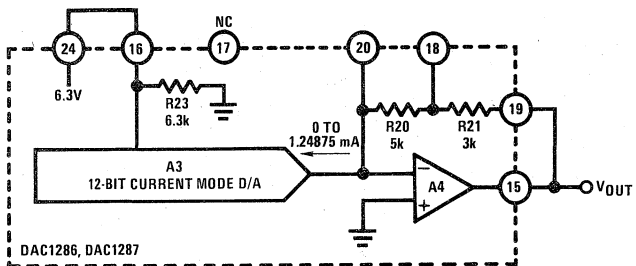 NC
24
16
17
20
18
6.3V
R23
6.3k
19
0 TO
1.24875 mA
R20
5k
R21
3k
A3
12-BIT CURRENT MODE D/A
−
A4
+
15
VOUT
DAC1286, DAC1287